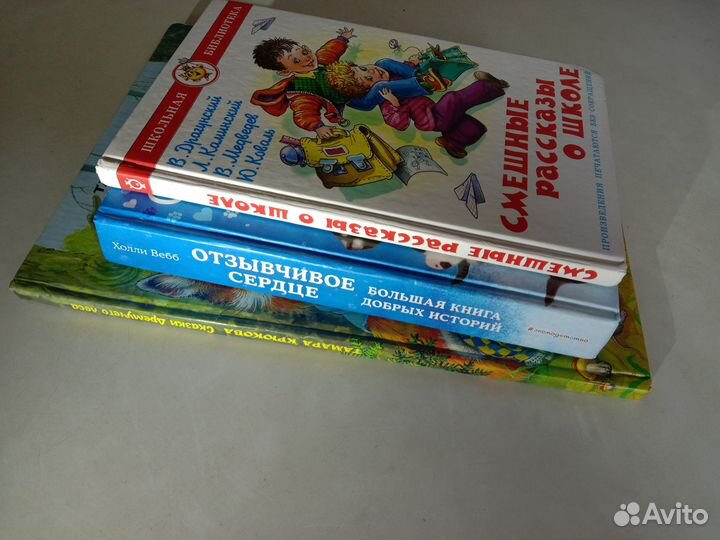 ШКОЛЬНАЯ БИБЛИОТЕКА
В. Драгунский
Л. Каминский
В. Медведев
Ю. Коваль
СМЕШНЫЕ
рассказы
О ШКОЛЕ
ПРОИЗВЕДЕНИЯ ПЕЧАТАЮТСЯ БЕЗ СОКРАЩЕНИЙ
СМЕШНЫЕ РАССКАЗЫ О ШКОЛЕ
Холли Вебб
ОТЗЫВЧИВОЕ
СЕРДЦЕ
БОЛЬШАЯ КНИГА
ДОБРЫХ ИСТОРИЙ
#эксмодетство
ТАМАРА КРЮКОВА Сказки дремучего леса
Avito